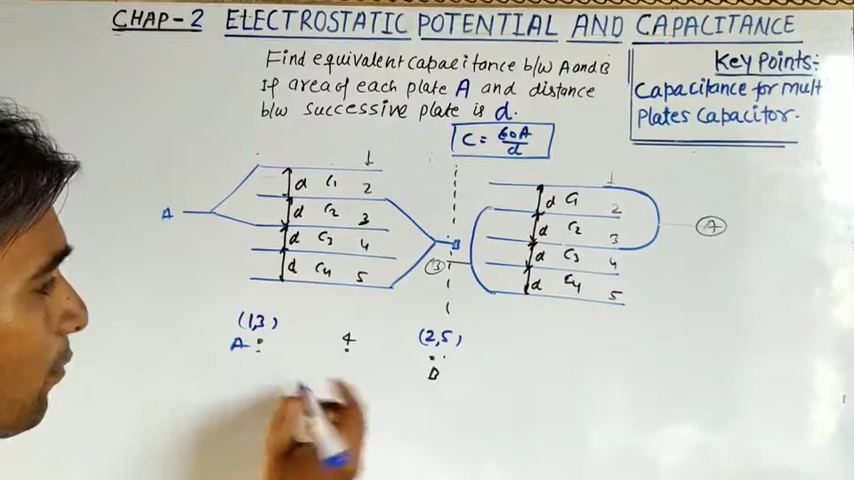 CHAP-2 ELECTROSTATIC POTENTIAL AND CAPACITANCE
Find equivalent capacitance b/w A and B
If area of each plate A and distance
b/w successive plate is d.
Key Points:-
Capacitance for mult
Plates Capacitor.
C = ε0A/d
A
d C1 1
d C2 2
d C3 3
d C4 4
5
B
1
d C1 2
d C2 3
d C3 4
d C4 5
A
B
(1,3) 4 (2,5)
A
B